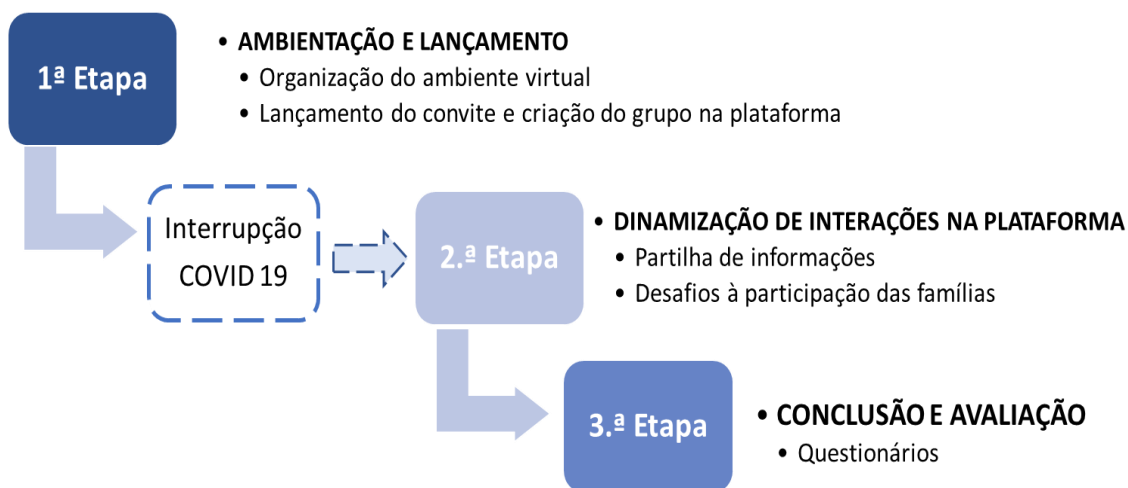 1ª Etapa
• AMBIENTAÇÃO E LANÇAMENTO
• Organização do ambiente virtual
• Lançamento do convite e criação do grupo na plataforma
Interrupção
COVID 19
2.ª Etapa
• DINAMIZAÇÃO DE INTERAÇÕES NA PLATAFORMA
• Partilha de informações
• Desafios à participação das famílias
3.ª Etapa
• CONCLUSÃO E AVALIAÇÃO
• Questionários